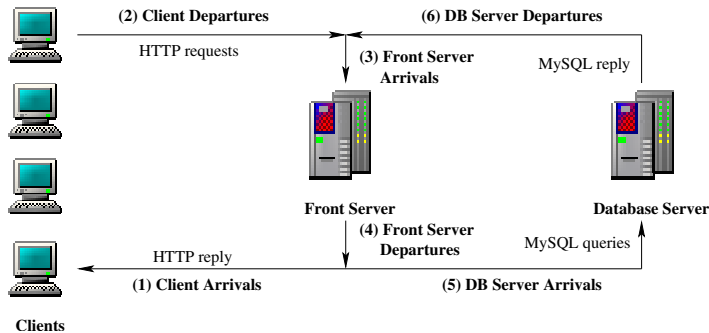 (2) Client Departures
(6) DB Server Departures
HTTP requests
(3) Front Server
Arrivals
MySQL reply
Front Server
Database Server
(4) Front Server
Departures
HTTP reply
MySQL queries
(1) Client Arrivals
(5) DB Server Arrivals
Clients